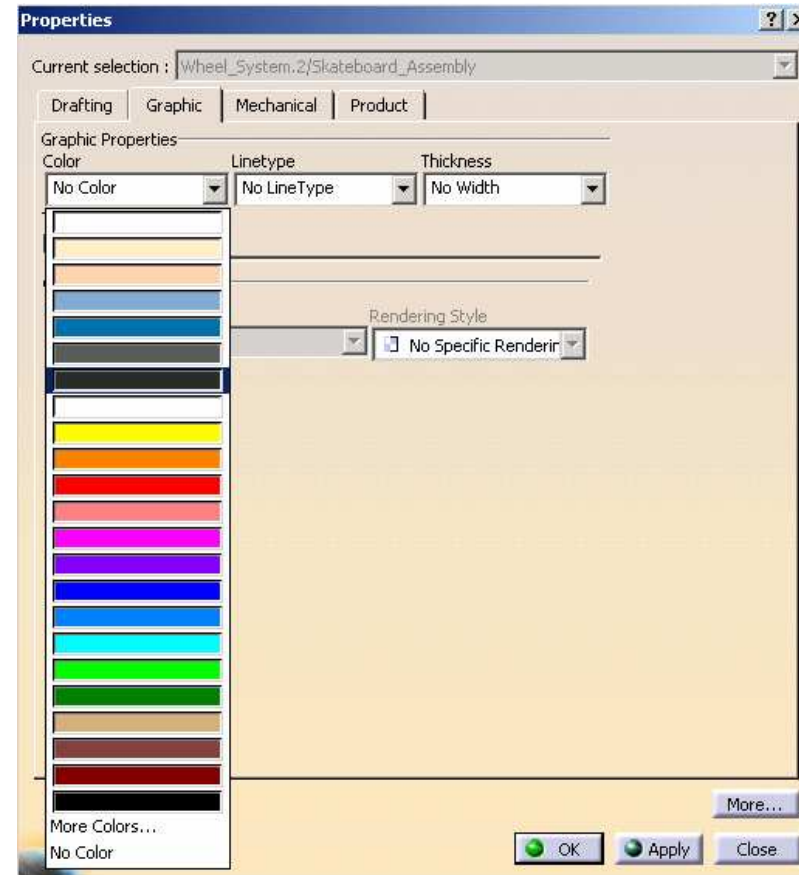 Properties
Current selection : Wheel_System.2/Skateboard_Assembly
Drafting Graphic Mechanical Product
Graphic Properties
Color Linetype Thickness
No Color No LineType No Width
Rendering Style
No Specific Renderin
More...
More Colors...
No Color
OK Apply Close